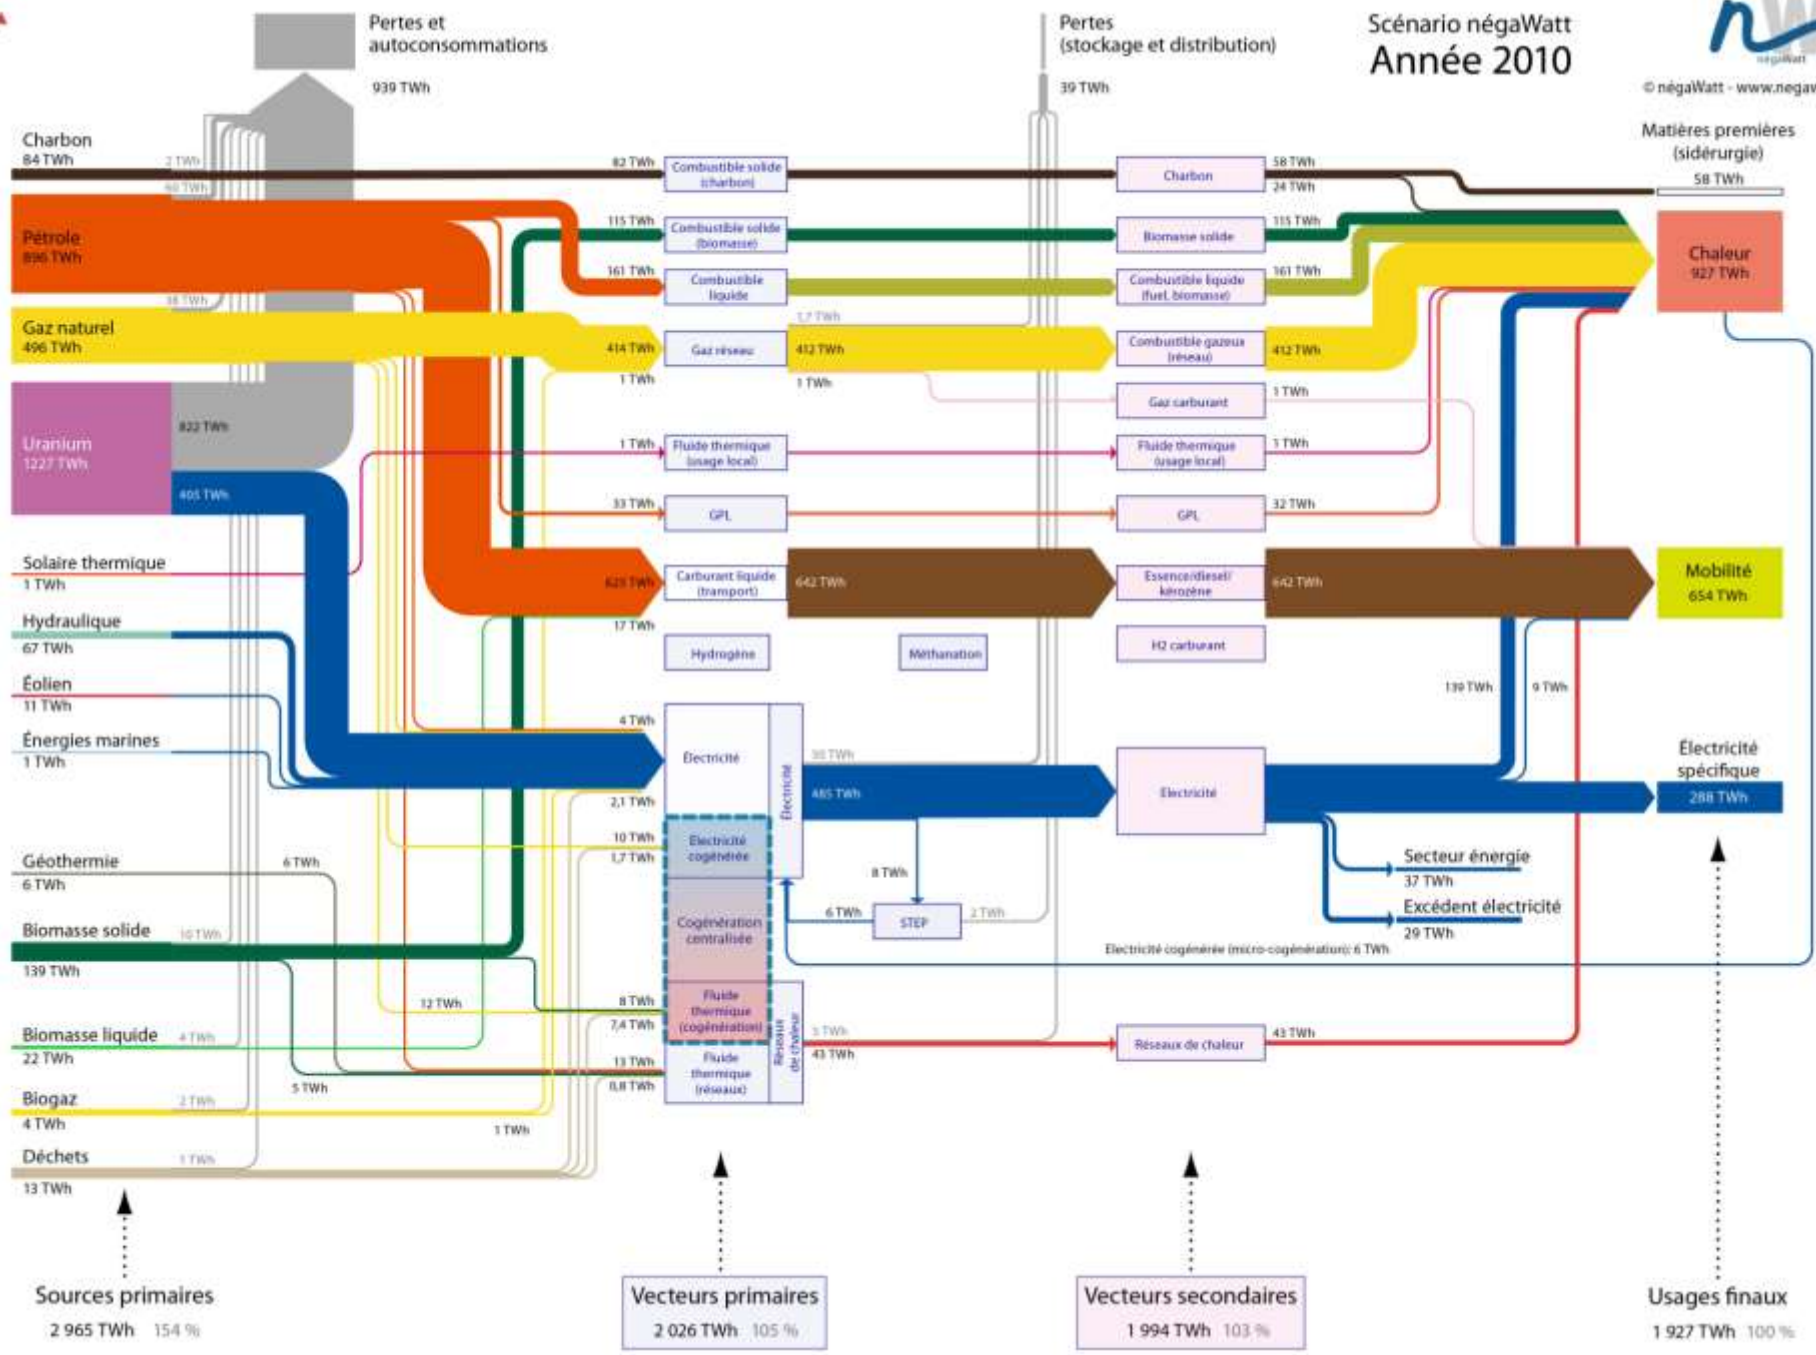 Pertes et
autoconsommations
939 TWh
Pertes
(stockage et distribution)
39 TWh
Scénario négaWatt
Année 2010
négaWatt
© négaWatt - www.negaw
Charbon
84 TWh
2 TWh
60 TWh
Pétrole
896 TWh
38 TWh
Gaz naturel
496 TWh
Uranium
1227 TWh
822 TWh
405 TWh
Solaire thermique
1 TWh
Hydraulique
67 TWh
Éolien
11 TWh
Énergies marines
1 TWh
Géothermie
6 TWh
6 TWh
Biomasse solide
139 TWh
10 TWh
Biomasse liquide
22 TWh
4 TWh
Biogaz
4 TWh
2 TWh
Déchets
13 TWh
1 TWh
5 TWh
12 TWh
1 TWh
82 TWh
Combustible solide
(charbon)
115 TWh
Combustible solide
(biomasse)
161 TWh
Combustible
liquide
414 TWh
Gaz réseau
1 TWh
1,7 TWh
412 TWh
1 TWh
1 TWh
Fluide thermique
(usage local)
33 TWh
GPL
625 TWh
Carburant liquide
(transport)
642 TWh
17 TWh
Hydrogène
Méthanation
4 TWh
Électricité
Électricité
2,1 TWh
10 TWh
1,7 TWh
Electricité
cogénérée
Cogénération
centralisée
8 TWh
7,4 TWh
Fluide
thermique
(cogénération)
13 TWh
0,8 TWh
Fluide
thermique
(réseaux)
Réseaux
de chaleur
30 TWh
485 TWh
8 TWh
6 TWh
STEP
2 TWh
5 TWh
43 TWh
Electricité cogénérée (micro-cogénération): 6 TWh
Charbon
58 TWh
24 TWh
Biomasse solide
115 TWh
Combustible liquide
(fuel, biomasse)
161 TWh
Combustible gazeux
(réseau)
412 TWh
Gaz carburant
1 TWh
Fluide thermique
(usage local)
1 TWh
GPL
32 TWh
Essence/diesel/
kérozène
642 TWh
H2 carburant
Electricité
139 TWh
9 TWh
Secteur énergie
37 TWh
Excédent électricité
29 TWh
Réseaux de chaleur
43 TWh
Matières premières
(sidérurgie)
58 TWh
Chaleur
927 TWh
Mobilité
654 TWh
Électricité
spécifique
288 TWh
Sources primaires
2 965 TWh 154 %
Vecteurs primaires
2 026 TWh 105 %
Vecteurs secondaires
1 994 TWh 103 %
Usages finaux
1 927 TWh 100 %